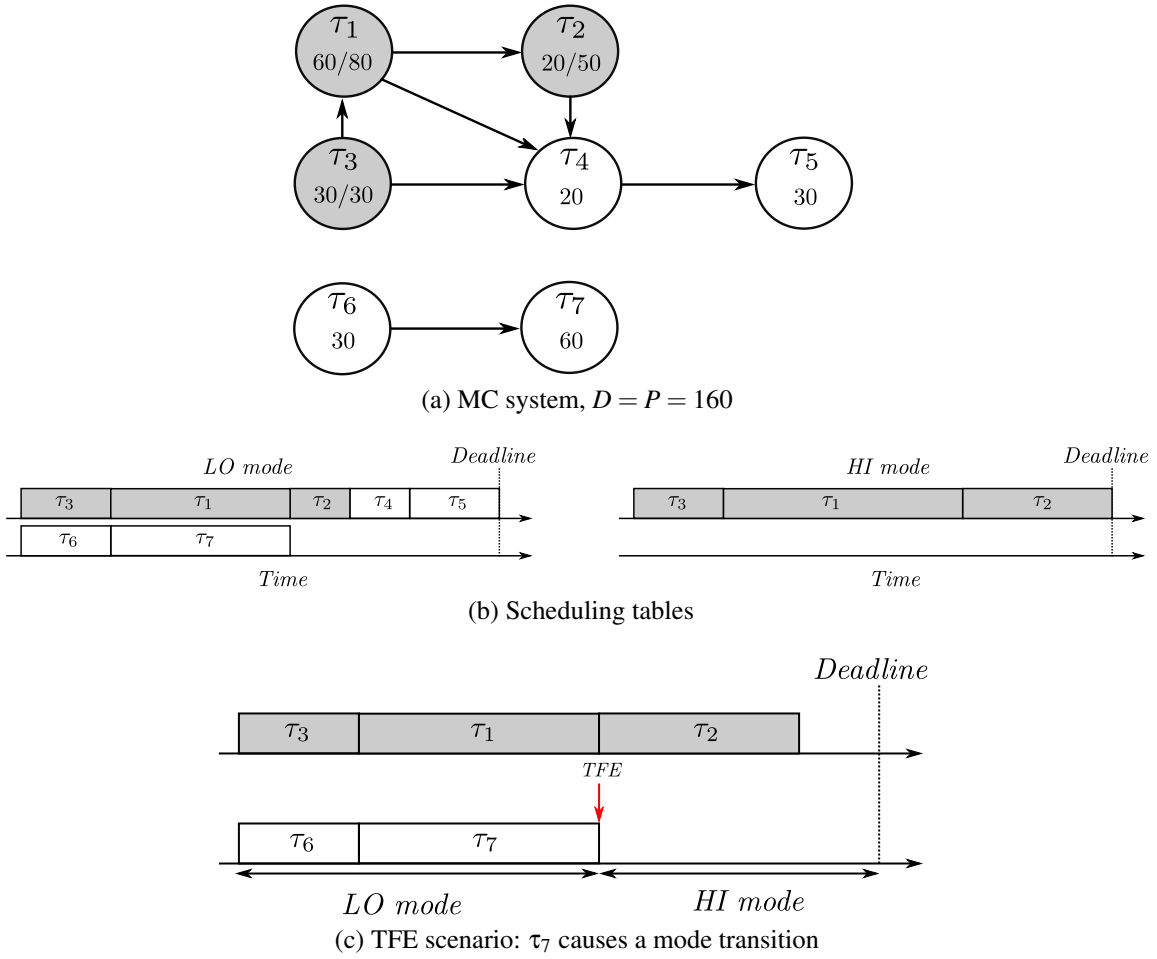 τ1 τ2
60/80 20/50
τ3 τ4 τ5
30/30 20 30
τ6 τ7
30 60
(a) MC system, D = P = 160
LO mode Deadline HI mode Deadline
τ3 τ1 τ2 τ4 τ5 τ3 τ1 τ2
τ6 τ7
Time Time
(b) Scheduling tables
Deadline
τ3 τ1 τ2
TFE
τ6 τ7
LO mode HI mode
(c) TFE scenario: τ7 causes a mode transition